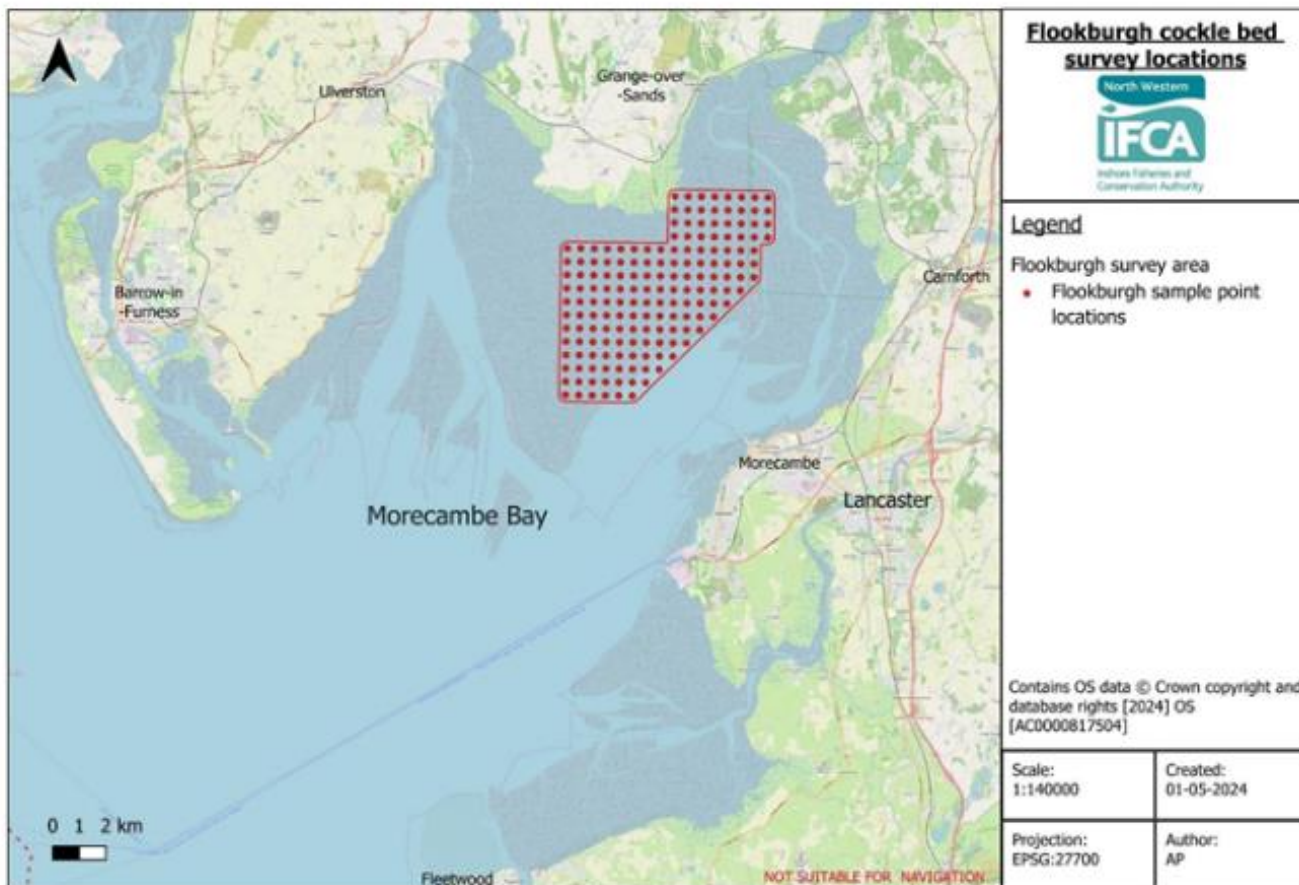 Flookburgh cockle bed
survey locations
North Western
IFCA
Inshore Fisheries and
Conservation Authority
Legend
Flookburgh survey area
Flookburgh sample point
locations
Contains OS data © Crown copyright and
database rights [2024] OS
[AC0000817504]
Scale:
1:140000
Created:
01-05-2024
Projection:
EPSG:27700
Author:
AP
Ulverston
Grange-over
-Sands
Barrow-in
-Furness
Carnforth
Morecambe
Lancaster
Morecambe Bay
0 1 2 km
Fleetwood
NOT SUITABLE FOR NAVIGATION